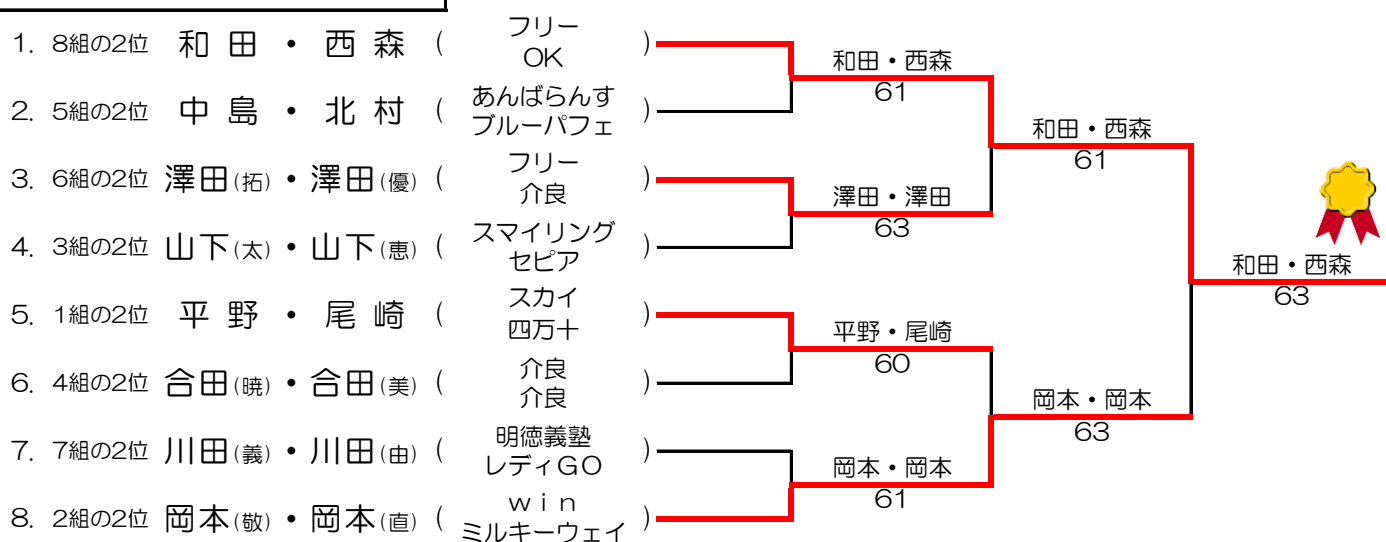 1. 8組の2位 和田・西森 ( フリー
OK )
2. 5組の2位 中島・北村 ( あんばらんす
ブルーパフェ )
3. 6組の2位 澤田(拓)・澤田(優) ( フリー
介良 )
4. 3組の2位 山下(太)・山下(恵) ( スマイリング
セピア )
5. 1組の2位 平野・尾崎 ( スカイ
四万十 )
6. 4組の2位 合田(暁)・合田(美) ( 介良
介良 )
7. 7組の2位 川田(義)・川田(由) ( 明徳義塾
レディGO )
8. 2組の2位 岡本(敬)・岡本(直) ( win
ミルキーウェイ )
和田・西森
61
澤田・澤田
63
平野・尾崎
60
岡本・岡本
61
和田・西森
61
岡本・岡本
63
和田・西森
63